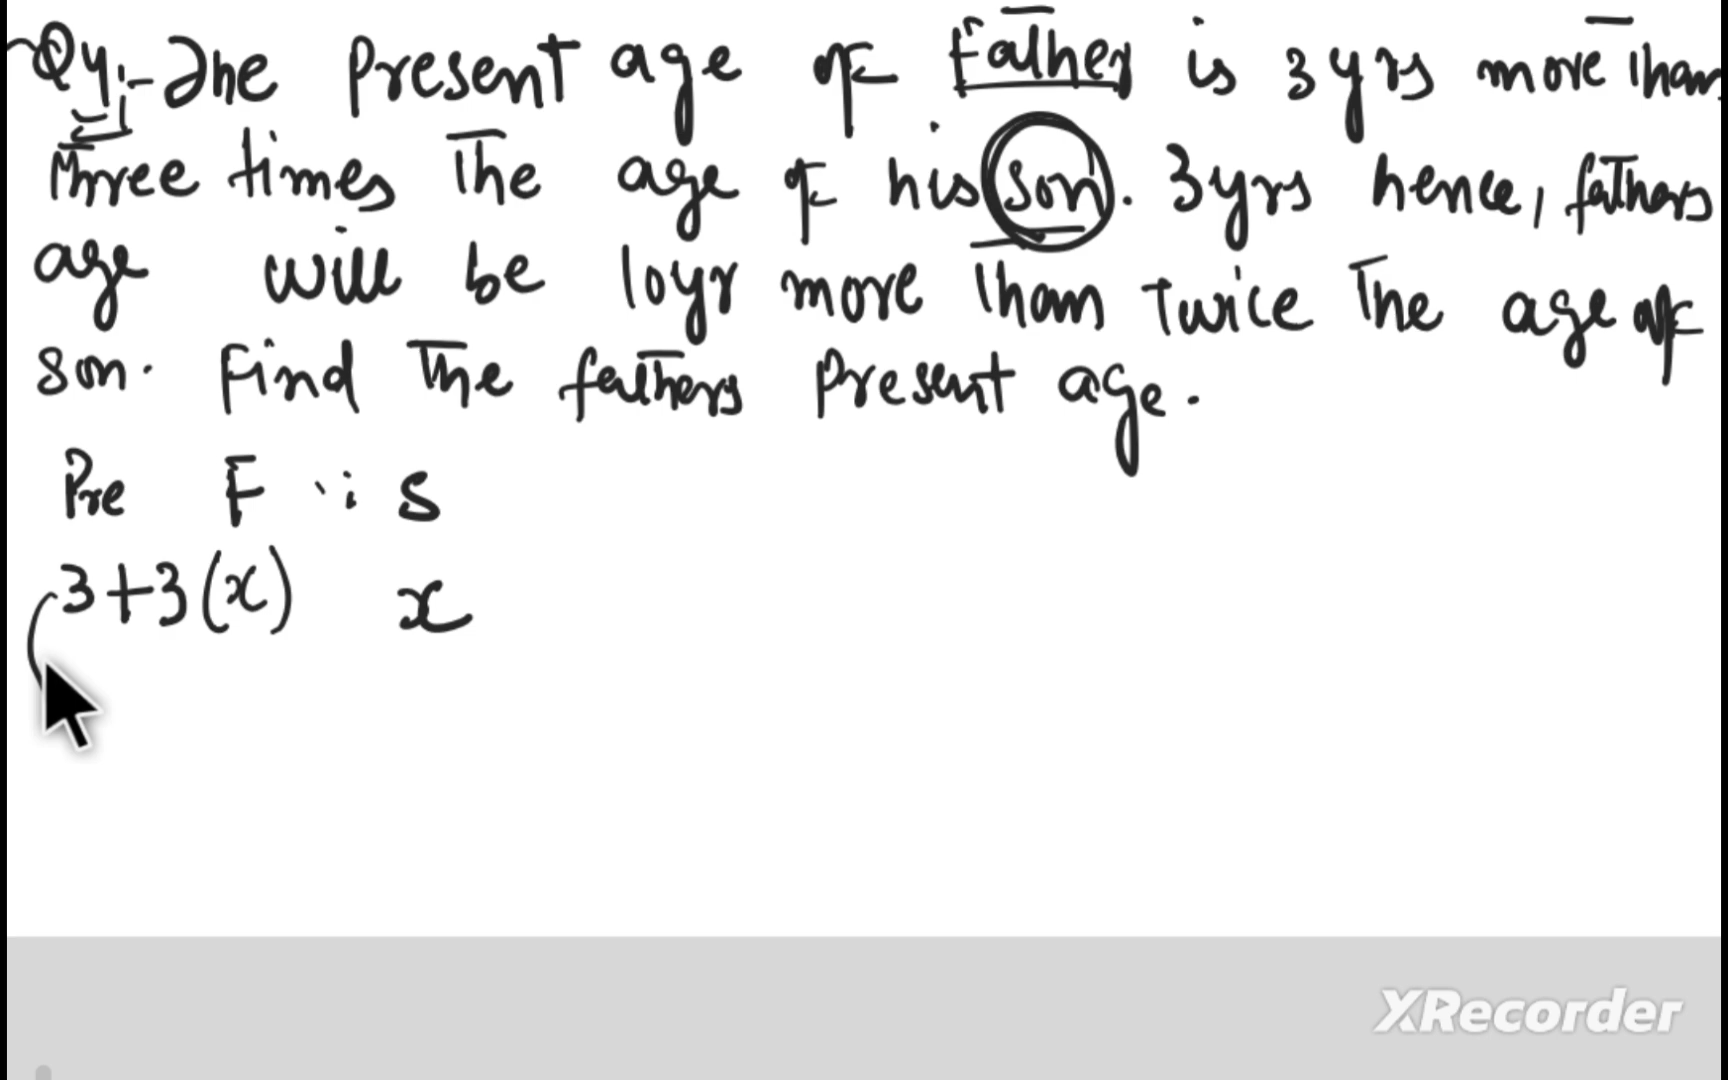 Q4:- The Present age of Father is 3yrs more than
Three times The age of his son. 3yrs hence, fathers
age will be 10yr more Than Twice The age of
son. Find The fathers Present age.
Pre F : S
3+3(x) x
XRecorder